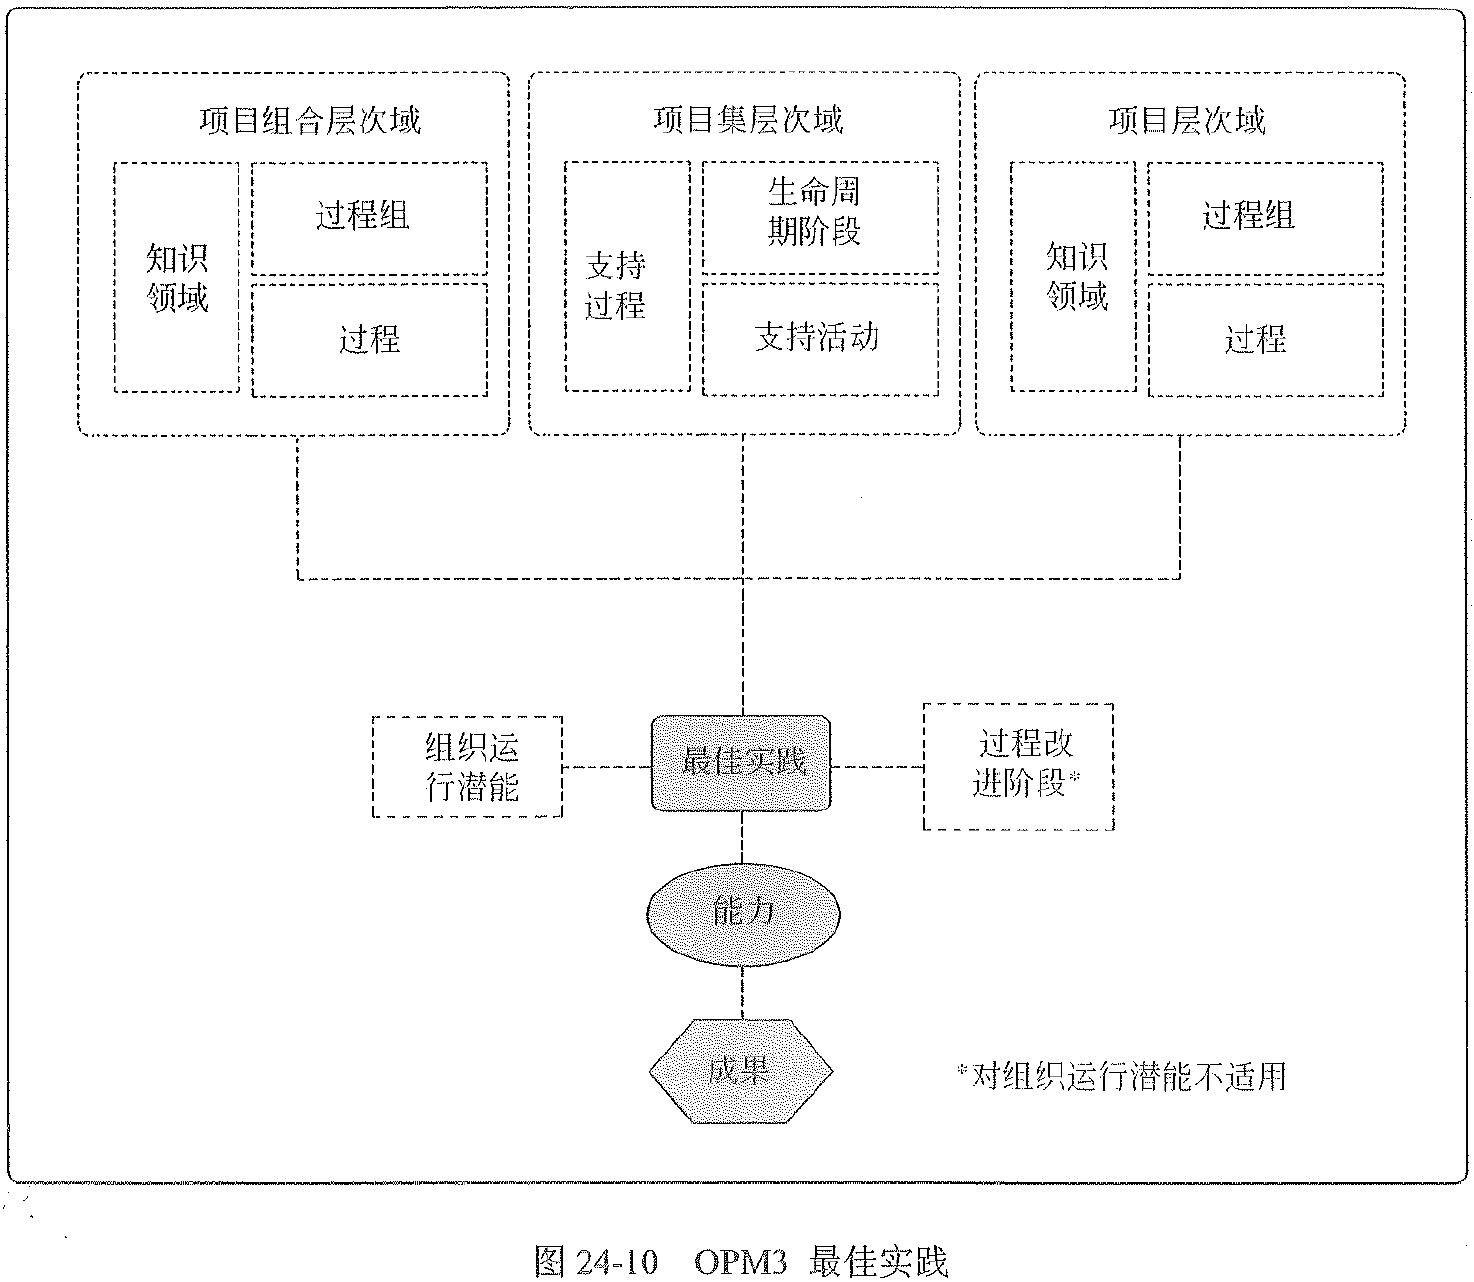 项目组合层次域
知识
领域
过程组
过程
项目集层次域
支持
过程
生命周
期阶段
支持活动
项目层次域
知识
领域
过程组
过程
组织运
行潜能
最佳实践
过程改
进阶段*
能力
成果
*对组织运行潜能不适用
图 24-10 OPM3 最佳实践